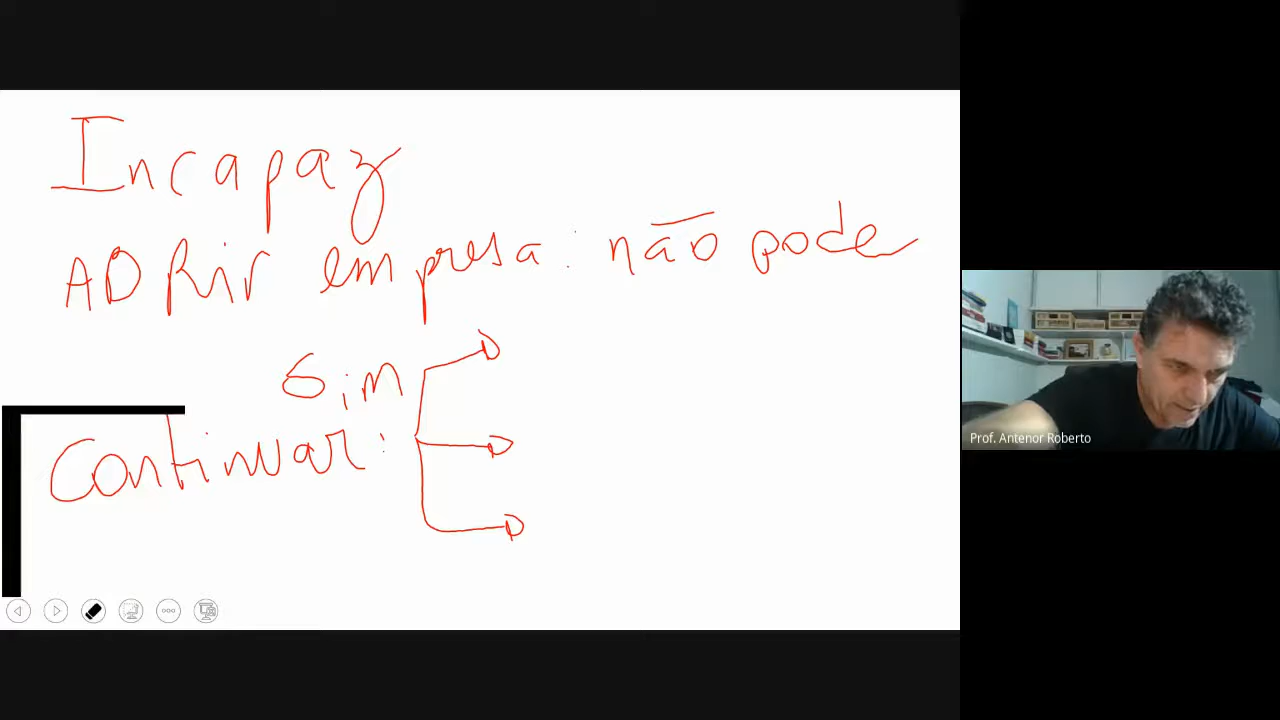 Incapaz
ABRir empresa: não pode
Sim
Continuar:
Prof. Antenor Roberto